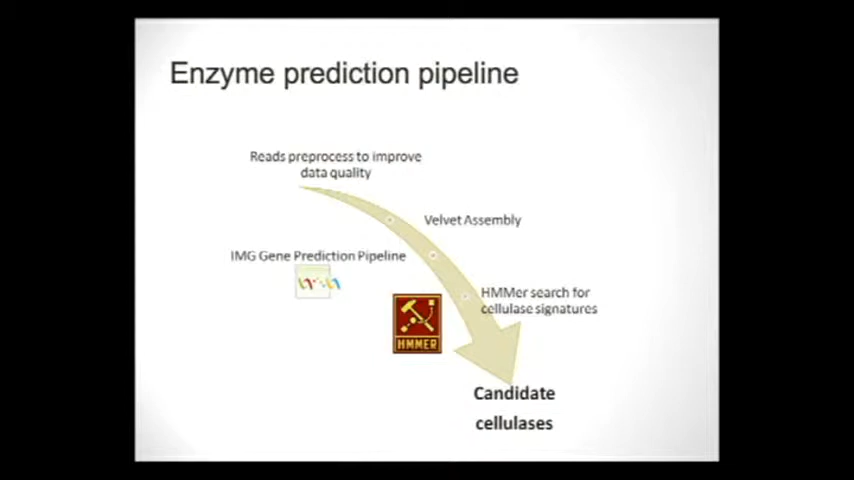 Enzyme prediction pipeline
Reads preprocess to improve
data quality
Velvet Assembly
IMG Gene Prediction Pipeline
HMMer search for
cellulase signatures
HMMER
Candidate
cellulases